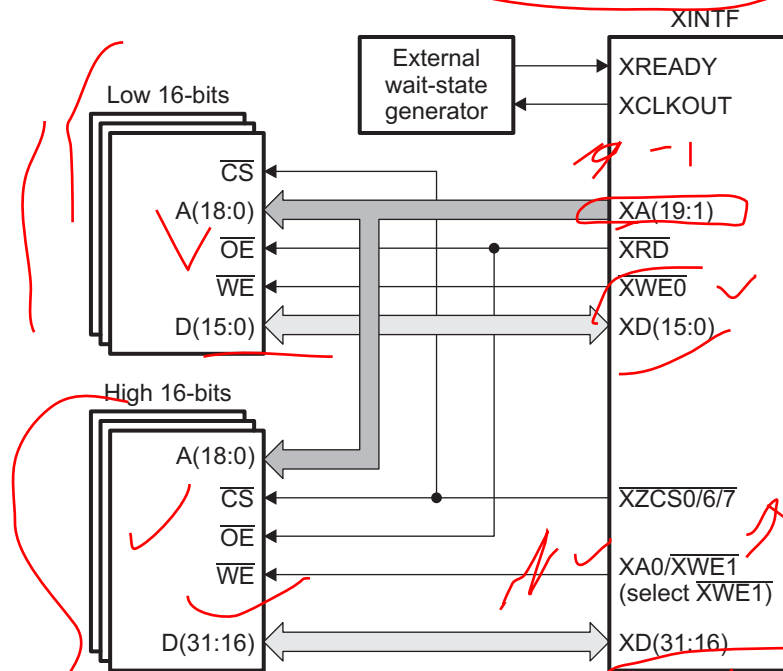 XINTF
External
wait-state
generator
XREADY
XCLKOUT
Low 16-bits
CS
A(18:0)
OE
WE
D(15:0)
19 - 1
XA(19:1)
XRD
XWE0
XD(15:0)
High 16-bits
A(18:0)
CS
OE
WE
D(31:16)
XZCS0/6/7
XA0/XWE1
(select XWE1)
XD(31:16)